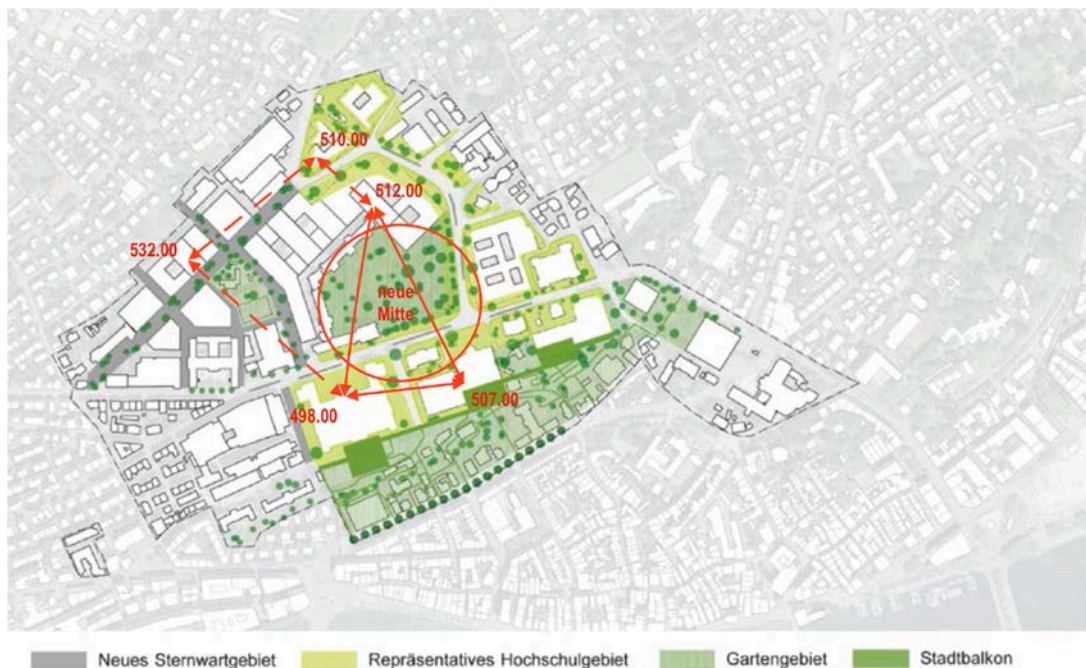 510.00
512.00
532.00
neue
Mitte
498.00
507.00
Neues Sternwartgebiet
Repräsentatives Hochschulgebiet
Gartengebiet
Stadtbalkon